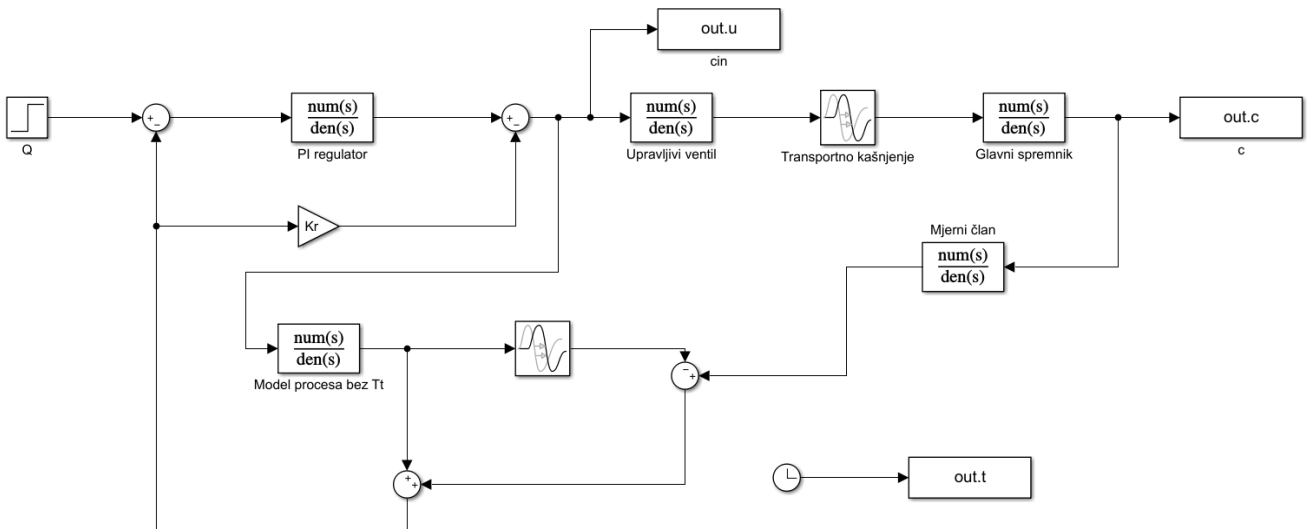 out.u
cin
Q
+
−
num(s)
den(s)
PI regulator
+
−
num(s)
den(s)
Upravljivi ventil
Transportno kašnjenje
num(s)
den(s)
Glavni spremnik
out.c
c
Kr
Mjerni član
num(s)
den(s)
num(s)
den(s)
Model procesa bez Tt
−
+
+
+
out.t